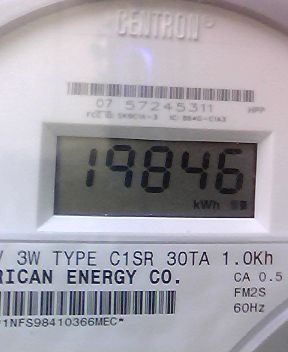 CENTRON®
07 57245311 HPP
19846
kWh
V 3W TYPE C1SR 30TA 1.0Kh
RICAN ENERGY CO. CA 0.5
FM2S
60Hz
*1NFS98410366MEC*